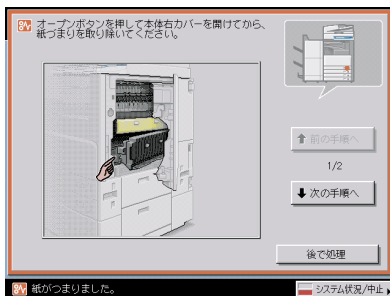 オープンボタンを押して本体右カバーを開けてから、
紙づまりを取り除いてください。
前の手順へ
1/2
次の手順へ
後で処理
紙がつまりました。
システム状況/中止